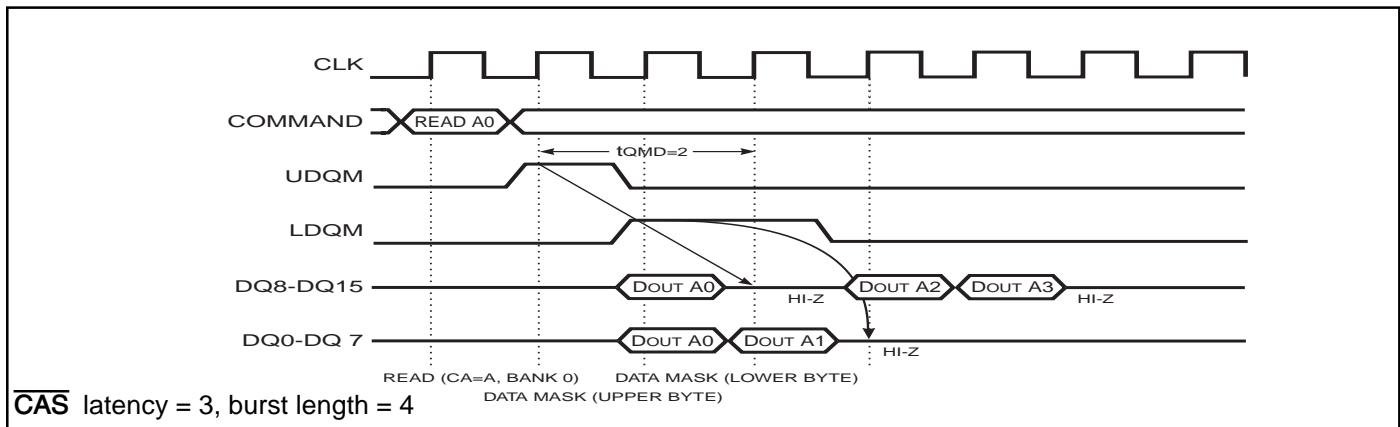 CLK
COMMAND READ A0
tQMD=2
UDQM
LDQM
DQ8-DQ15 DOUT A0 HI-Z DOUT A2 DOUT A3 HI-Z
DQ0-DQ 7 DOUT A0 DOUT A1 HI-Z
READ (CA=A, BANK 0) DATA MASK (LOWER BYTE)
DATA MASK (UPPER BYTE)
CAS latency = 3, burst length = 4